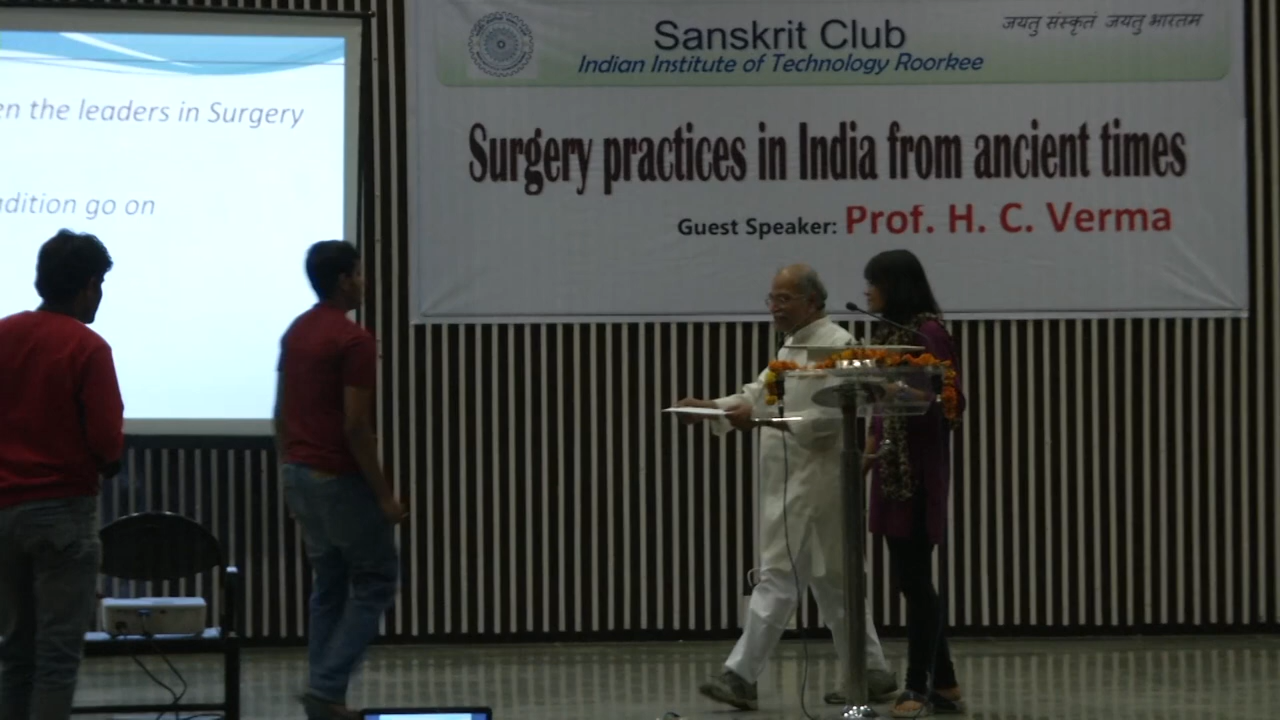 en the leaders in Surgery
dition go on
Sanskrit Club
Indian Institute of Technology Roorkee
जयतु संस्कृतं जयतु भारतम
Surgery practices in India from ancient times
Guest Speaker: Prof. H. C. Verma